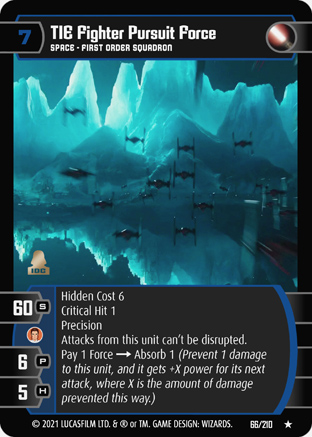 7
TIE Fighter Pursuit Force
SPACE - FIRST ORDER SQUADRON
IDC
60 S
6 P
5 H
Hidden Cost 6
Critical Hit 1
Precision
Attacks from this unit can't be disrupted.
Pay 1 Force → Absorb 1 (Prevent 1 damage
to this unit, and it gets +X power for its next
attack, where X is the amount of damage
prevented this way.)
© 2021 LUCASFILM LTD. & ® OR TM. GAME DESIGN: WIZARDS. 66/210 ★